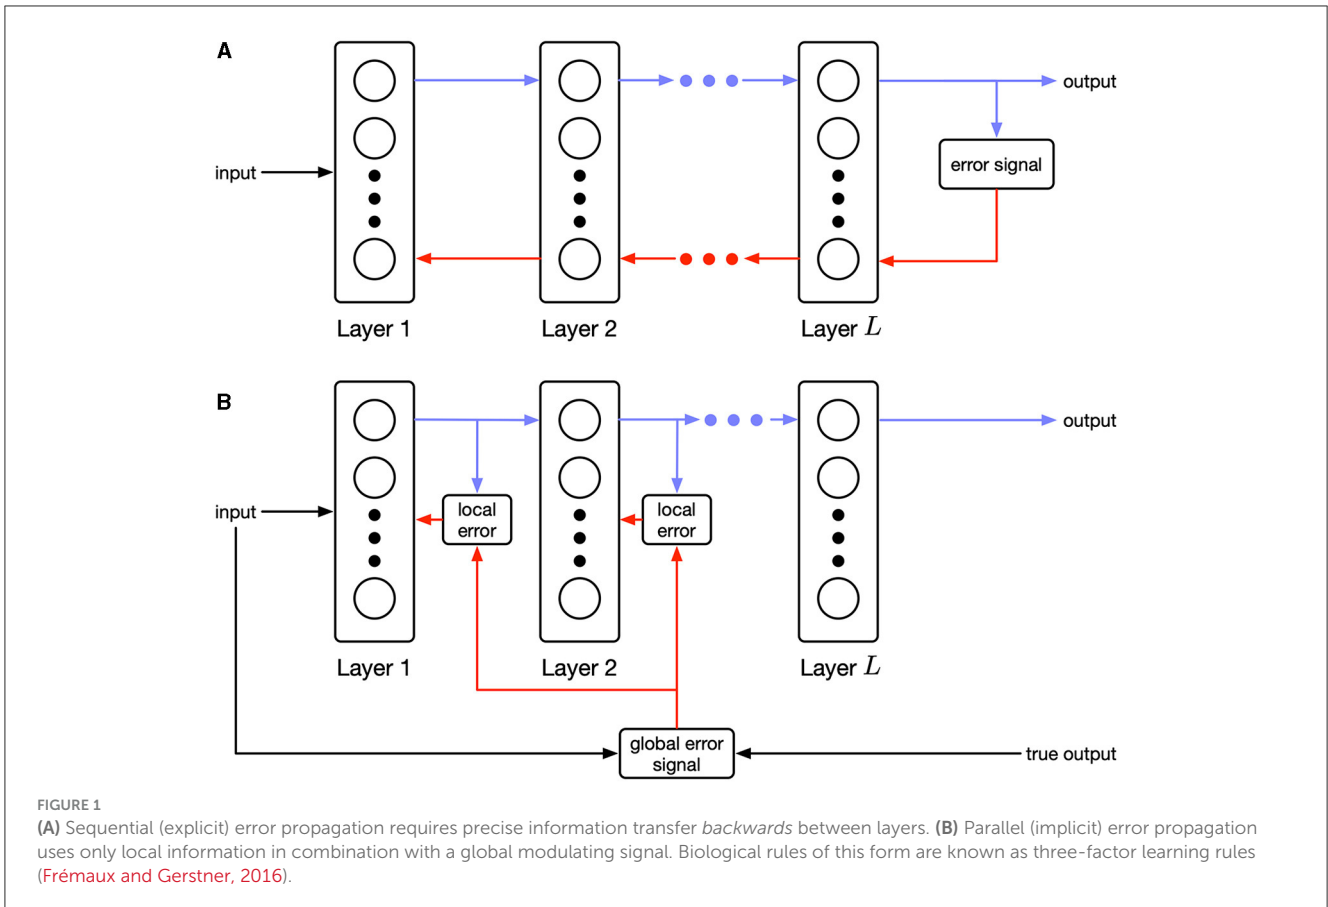 A
output
error signal
input
Layer 1
Layer 2
Layer L
B
output
local
error
local
error
input
Layer 1
Layer 2
Layer L
global error
signal
true output
FIGURE 1
(A) Sequential (explicit) error propagation requires precise information transfer backwards between layers. (B) Parallel (implicit) error propagation
uses only local information in combination with a global modulating signal. Biological rules of this form are known as three-factor learning rules
(Frémaux and Gerstner, 2016).